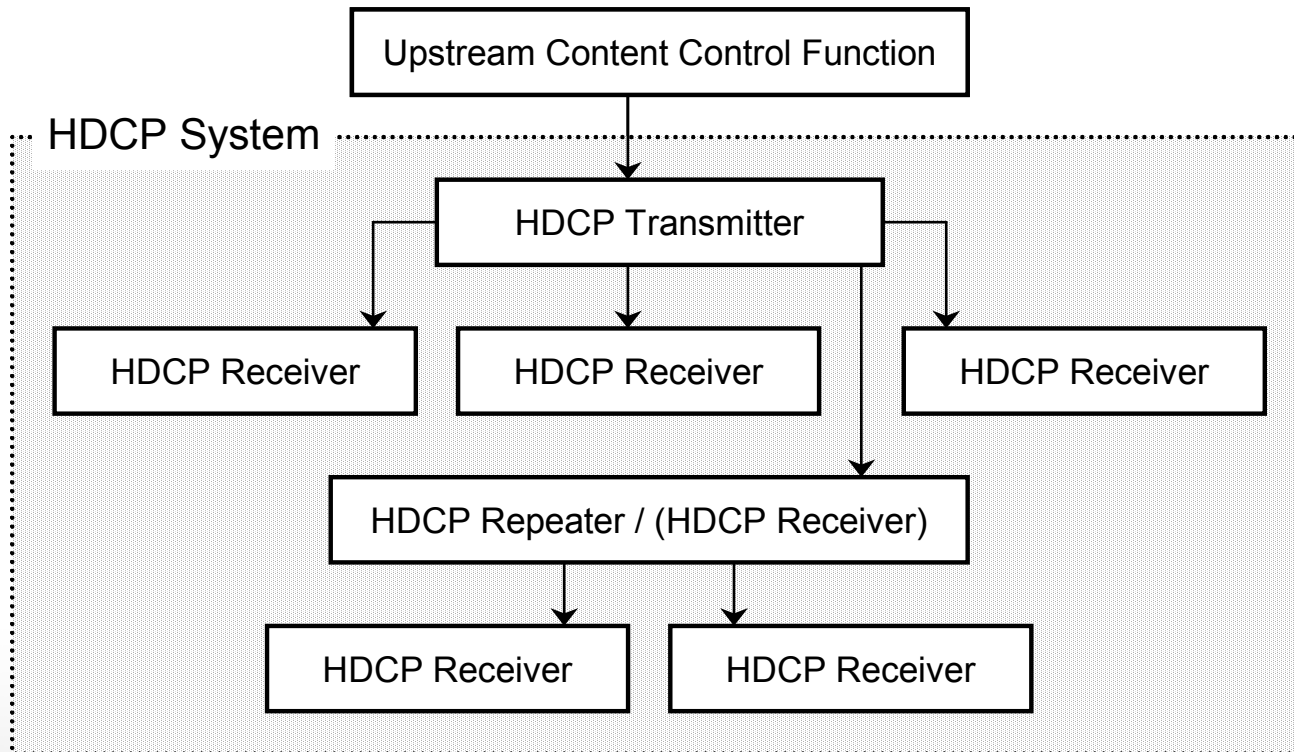 Upstream Content Control Function
HDCP System
HDCP Transmitter
HDCP Receiver
HDCP Receiver
HDCP Receiver
HDCP Repeater / (HDCP Receiver)
HDCP Receiver
HDCP Receiver